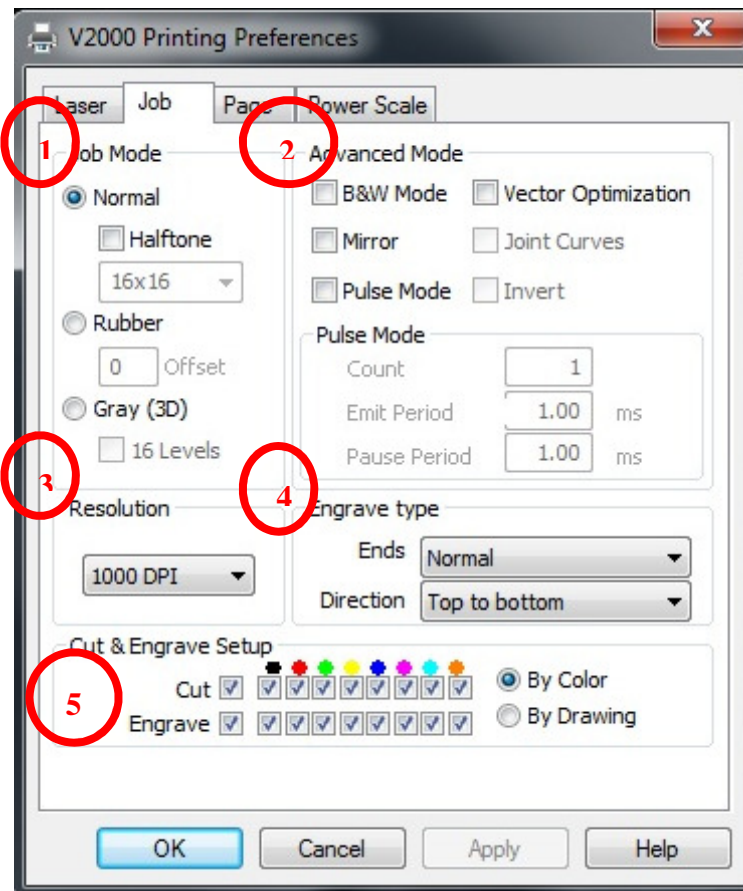 V2000 Printing Preferences
Laser Job Page Power Scale
1 Job Mode
Normal
Halftone
16x16
Rubber
0 Offset
Gray (3D)
16 Levels
2 Advanced Mode
B&W Mode Vector Optimization
Mirror Joint Curves
Pulse Mode Invert
Pulse Mode
Count 1
Emit Period 1.00 ms
Pause Period 1.00 ms
3 Resolution
1000 DPI
4 Engrave type
Ends Normal
Direction Top to bottom
5 Cut & Engrave Setup
Cut
Engrave
By Color
By Drawing
OK Cancel Apply Help